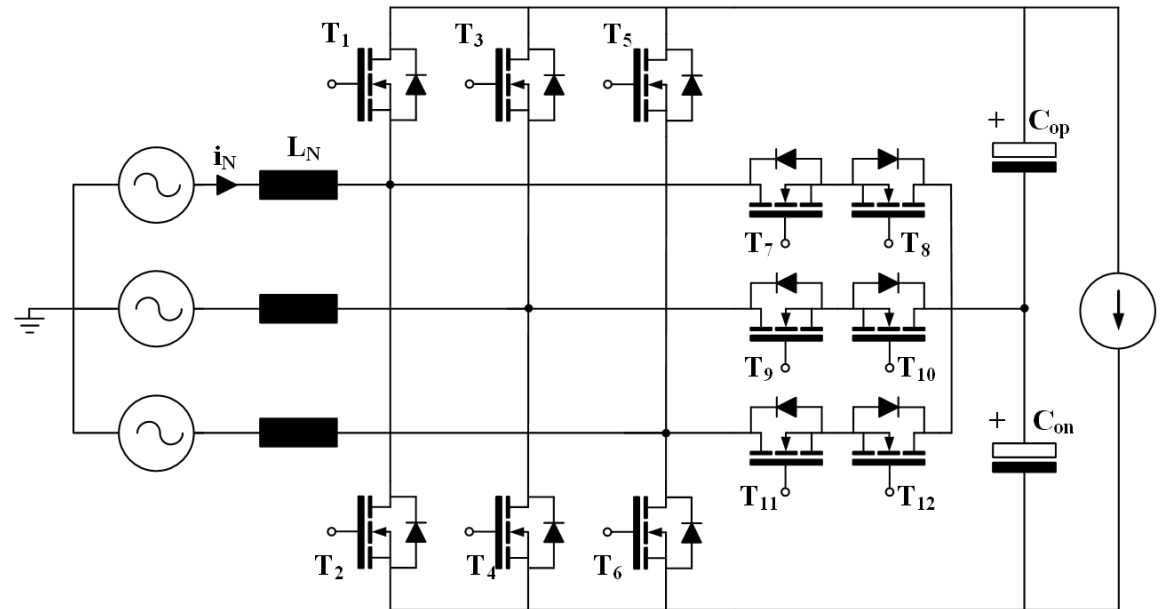 T1 T3 T5
iN LN
+ Cop
T7 T8
T9 T10
+ Con
T11 T12
T2 T4 T6